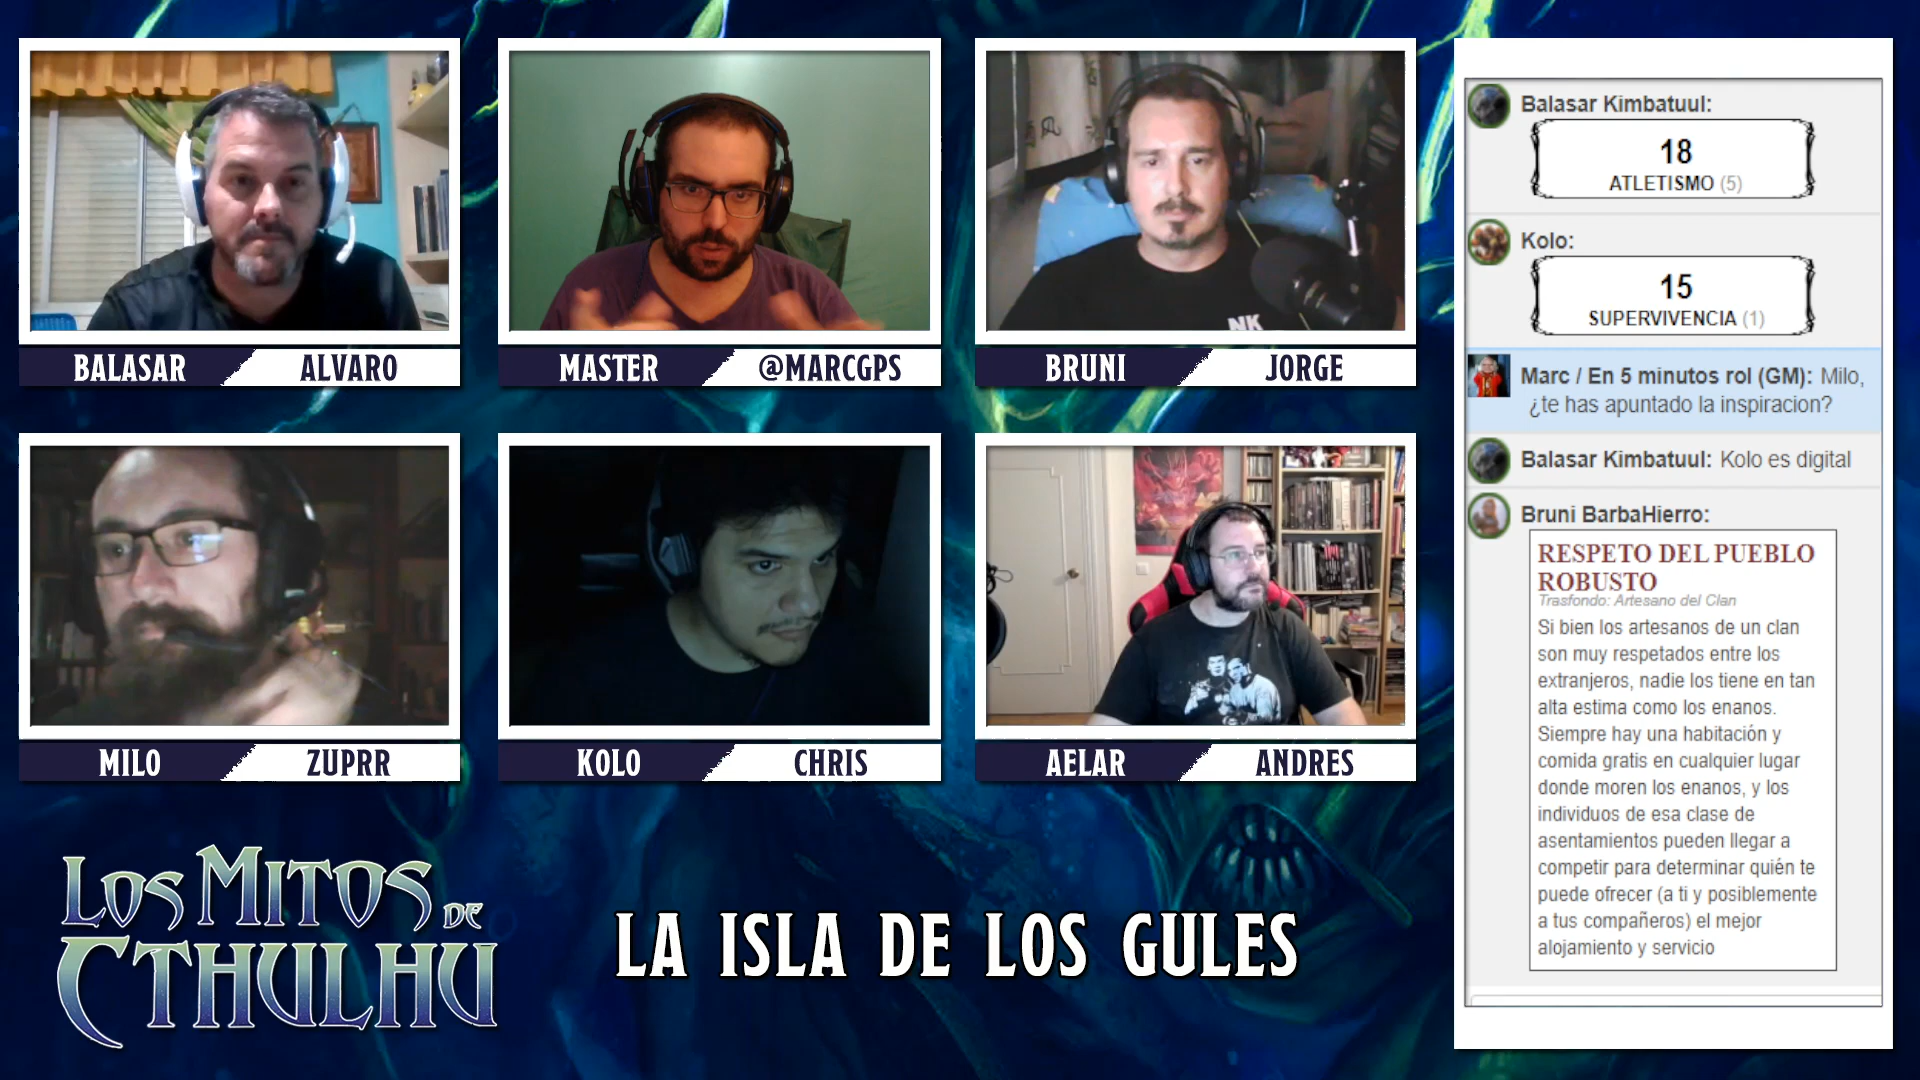 BALASAR ALVARO
MASTER @MARCGPS
NK
BRUNI JORGE
MILO ZUPRR
KOLO CHRIS
AELAR ANDRES
LOS MITOS DE
CTHULHU
LA ISLA DE LOS GULES
Balasar Kimbatuul:
18
ATLETISMO (5)
Kolo:
15
SUPERVIVENCIA (1)
Marc / En 5 minutos rol (GM): Milo,
¿te has apuntado la inspiracion?
Balasar Kimbatuul: Kolo es digital
Bruni BarbaHierro:
RESPETO DEL PUEBLO
ROBUSTO
Trasfondo: Artesano del Clan
Si bien los artesanos de un clan
son muy respetados entre los
extranjeros, nadie los tiene en tan
alta estima como los enanos.
Siempre hay una habitación y
comida gratis en cualquier lugar
donde moren los enanos, y los
individuos de esa clase de
asentamientos pueden llegar a
competir para determinar quién te
puede ofrecer (a ti y posiblemente
a tus compañeros) el mejor
alojamiento y servicio